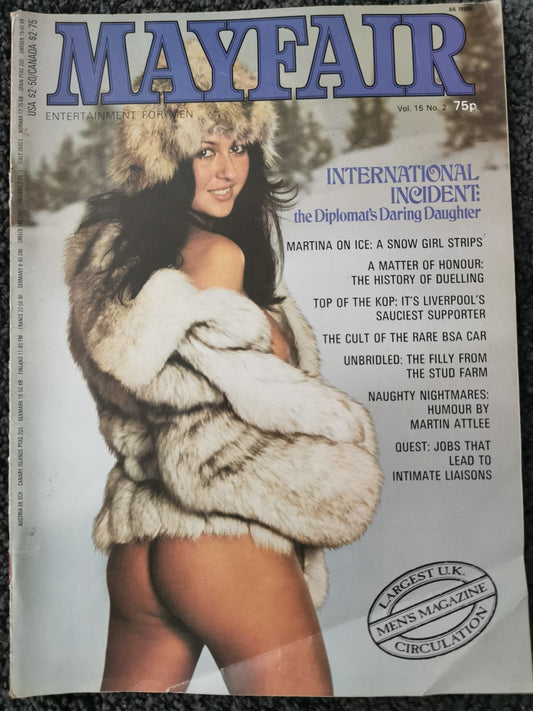 MAYFAIR
ENTERTAINMENT FOR MEN
Vol. 15 No. 2 75p
USA $2·50/CANADA $2·75
INTERNATIONAL
INCIDENT:
the Diplomat's Daring Daughter
MARTINA ON ICE: A SNOW GIRL STRIPS
A MATTER OF HONOUR:
THE HISTORY OF DUELLING
TOP OF THE KOP: IT'S LIVERPOOL'S
SAUCIEST SUPPORTER
THE CULT OF THE RARE BSA CAR
UNBRIDLED: THE FILLY FROM
THE STUD FARM
NAUGHTY NIGHTMARES:
HUMOUR BY
MARTIN ATTLEE
QUEST: JOBS THAT
LEAD TO
INTIMATE LIAISONS
LARGEST U.K.
MEN'S MAGAZINE
CIRCULATION